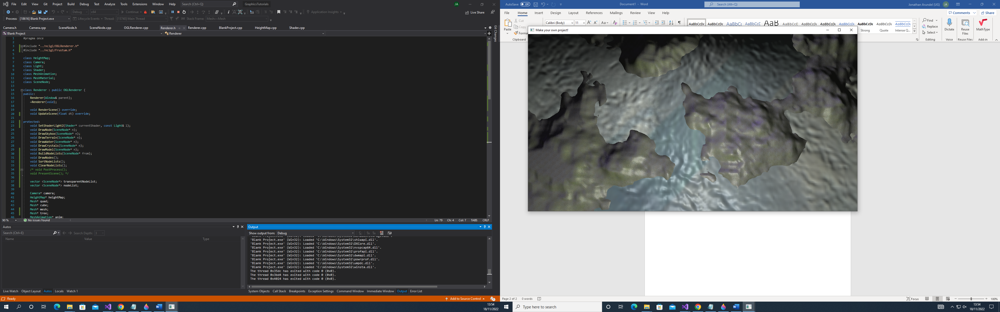 File Edit View Git Project Build Debug Test Analyze Tools Extensions Window Help Search (Ctrl+Q) GraphicsTutorials JA
Debug x64 Continue Application Insights Live Share
Process: [18616] Blank Project.exe Lifecycle Events Thread: [15740] Main Thread Stack Frame: Mesh::~Mesh
Camera.h Camera.cpp SceneNode.h SceneNode.cpp OGLRenderer.cpp Renderer.h Renderer.cpp BlankProject.cpp HeightMap.cpp Shader.cpp
Git Changes
Blank Project Renderer
1 #pragma once
2
3 #include "../nclgl/OGLRenderer.h"
4 #include "../nclgl/Frustum.h"
5
6 class HeightMap;
7 class Camera;
8 class Light;
9 class Shader;
10 class MeshAnimation;
11 class MeshMaterial;
12 class SceneNode;
13
14 class Renderer : public OGLRenderer {
15 public:
16 Renderer(Window& parent);
17 ~Renderer(void);
18
19 void RenderScene() override;
20 void UpdateScene(float dt) override;
21
22 protected:
23 void SetShaderLight2(Shader* currentShader, const Light& l);
24 void DrawNode(SceneNode* n);
25 void DrawSkybox(SceneNode* n);
26 void DrawTerrain(SceneNode* n);
27 void DrawWater(SceneNode* n);
28 void DrawCrystals(SceneNode* n);
29 void DrawModel(SceneNode* n);
30 void BuildNodeLists(SceneNode* from);
31 void DrawNodes();
32 void SortNodeLists();
33 void ClearNodeLists();
34 /* void PostProcess();
35 void PresentScene(); */
36
37 vector <SceneNode*> transparentNodeList;
38 vector <SceneNode*> nodeList;
39
40 Camera* camera;
41 HeightMap* heightMap;
42 Mesh* quad;
43 Mesh* cube;
44 Mesh* mesh;
45 Mesh* tree;
46 MeshAnimation* anim;
90 % No issues found Ln: 79 Ch: 4 Col: 7 TABS CRLF
Autos
Search (Ctrl+E) Search Depth: 3
Name Value Type
Live Watch Object Layout Autos Locals Watch 1
Output
Show output from: Debug
'Blank Project.exe' (Win32): Loaded 'C:\Windows\System32\windows.storage.dll'.
'Blank Project.exe' (Win32): Loaded 'C:\Windows\System32\shlwapi.dll'.
'Blank Project.exe' (Win32): Loaded 'C:\Windows\System32\DXCore.dll'.
'Blank Project.exe' (Win32): Loaded 'C:\Windows\System32\nvspcap64.dll'.
'Blank Project.exe' (Win32): Loaded 'C:\Windows\System32\profapi.dll'.
'Blank Project.exe' (Win32): Loaded 'C:\Windows\System32\dwmapi.dll'.
'Blank Project.exe' (Win32): Loaded 'C:\Windows\System32\powrprof.dll'.
'Blank Project.exe' (Win32): Loaded 'C:\Windows\System32\umpdc.dll'.
'Blank Project.exe' (Win32): Loaded 'C:\Windows\System32\winsta.dll'.
The thread 0x35dc has exited with code 0 (0x0).
The thread 0x3bd4 has exited with code 0 (0x0).
The thread 0x4024 has exited with code 0 (0x0).
System Objects Call Stack Breakpoints Exception Settings Command Window Immediate Window Output Error List
Ready Add to Source Control 1
13:54
18/11/2022
AutoSave Off Document1 - Word Search (Alt+Q) Jonathan Arundel (UG) JA
File Home Insert Design Layout References Mailings Review View Help Comments Share
Paste Cut Copy Format
Clipboard
Calibri (Body) 11 Aa
AaBbCcDc AaBbCcDc AaBbCc AaBbCcD AaB AaBbCcD AaBbCcDc AaBbCcDc AaBbCcDc AaBbCcDc AaBbCcDc AaBbCcDc
Strong Quote Intense Q...
Find
Replace
Select
Editing
Dictate
Voice
Reuse Files
Reuse Files
MathType
Add-in
Make your own project!
Page 2 of 2 0 words Focus 100%
Type here to search
13:54
18/11/2022